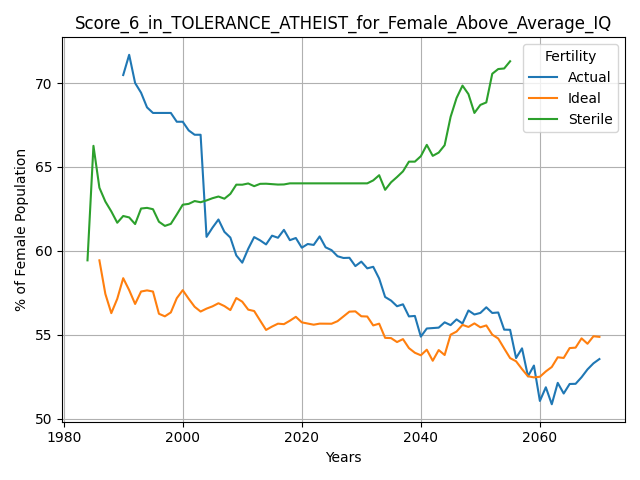 Score_6_in_TOLERANCE_ATHEIST_for_Female_Above_Average_IQ
Fertility
Actual
Ideal
Sterile
% of Female Population
70
65
60
55
50
1980
2000
2020
2040
2060
Years